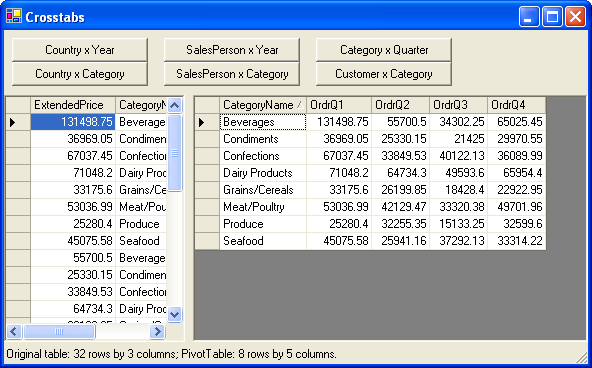 Crosstabs
Country x Year SalesPerson x Year Category x Quarter
Country x Category SalesPerson x Category Customer x Category
ExtendedPrice CategoryN
131498.75 Beverages
36969.05 Condimen
67037.45 Confection
71048.2 Dairy Prod
33175.6 Grains/Ce
53036.99 Meat/Pou
25280.4 Produce
45075.58 Seafood
55700.5 Beverage
25330.15 Condimen
33849.53 Confection
64734.3 Dairy Prod
CategoryName OrdrQ1 OrdrQ2 OrdrQ3 OrdrQ4
Beverages 131498.75 55700.5 34302.25 65025.45
Condiments 36969.05 25330.15 21425 29970.55
Confections 67037.45 33849.53 40122.13 36089.99
Dairy Products 71048.2 64734.3 49593.6 65954.4
Grains/Cereals 33175.6 26199.85 18428.4 22922.95
Meat/Poultry 53036.99 42129.47 33320.38 49701.96
Produce 25280.4 32255.35 15133.25 32599.6
Seafood 45075.58 25941.16 37292.13 33314.22
Original table: 32 rows by 3 columns; PivotTable: 8 rows by 5 columns.